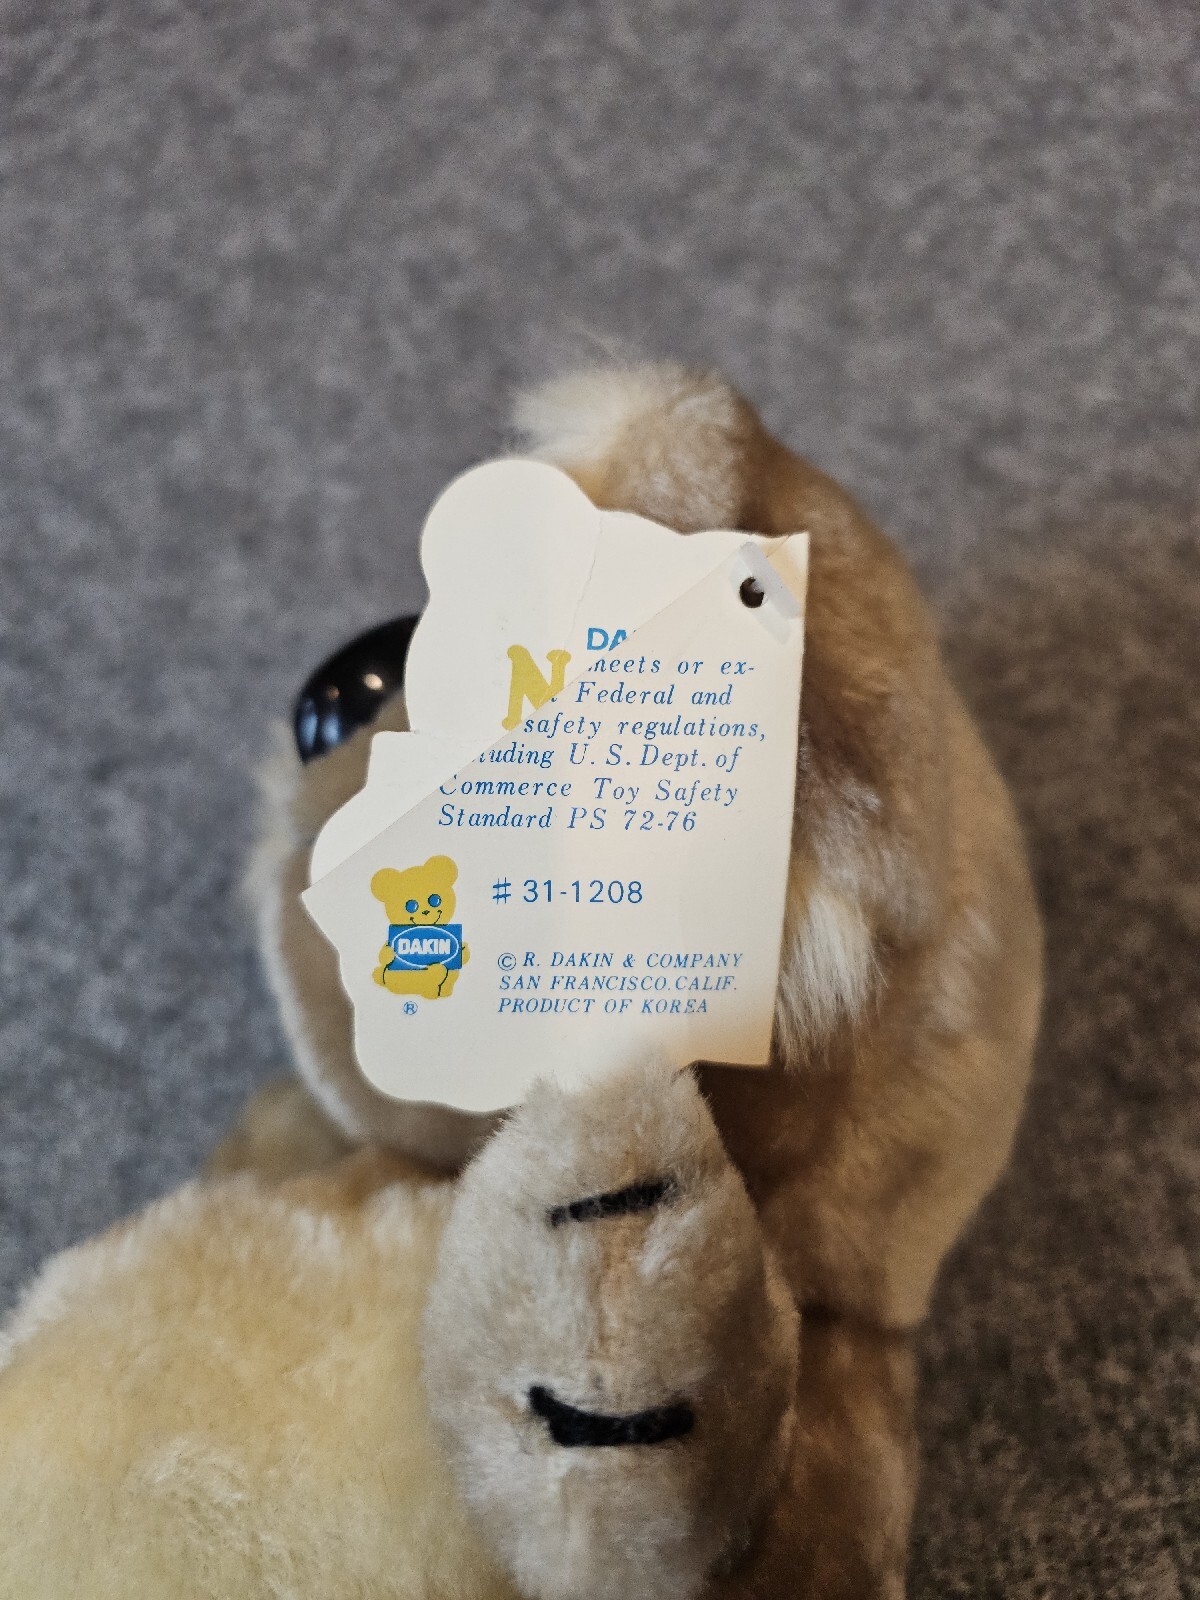 DA
N
meets or ex-
Federal and
safety regulations,
U. S. Dept. of
Commerce Toy Safety
Standard PS 72-76
# 31-1208
DAKIN
®
© R. DAKIN & COMPANY
SAN FRANCISCO. CALIF.
PRODUCT OF KOREA